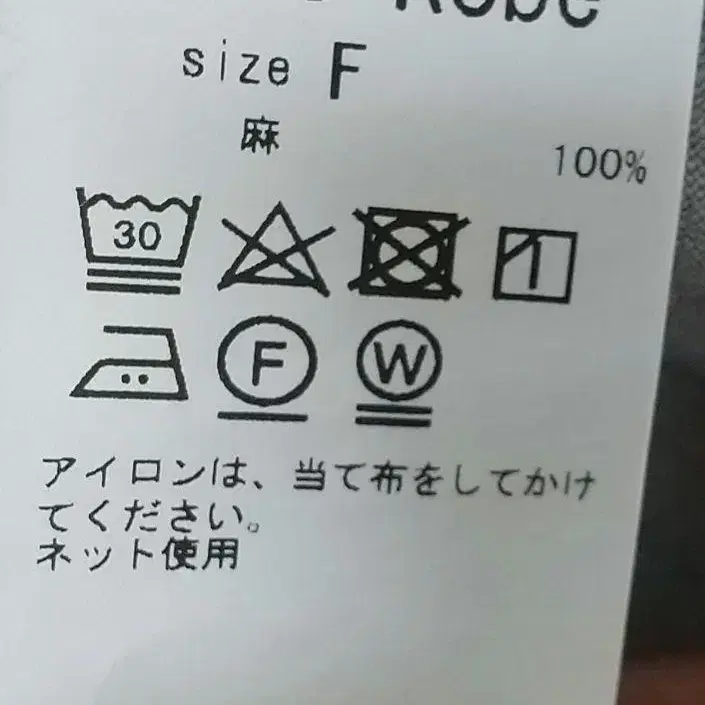 Robe
size F
麻
100%
30
F W
アイロンは、当て布をしてかけ
てください。
ネット使用